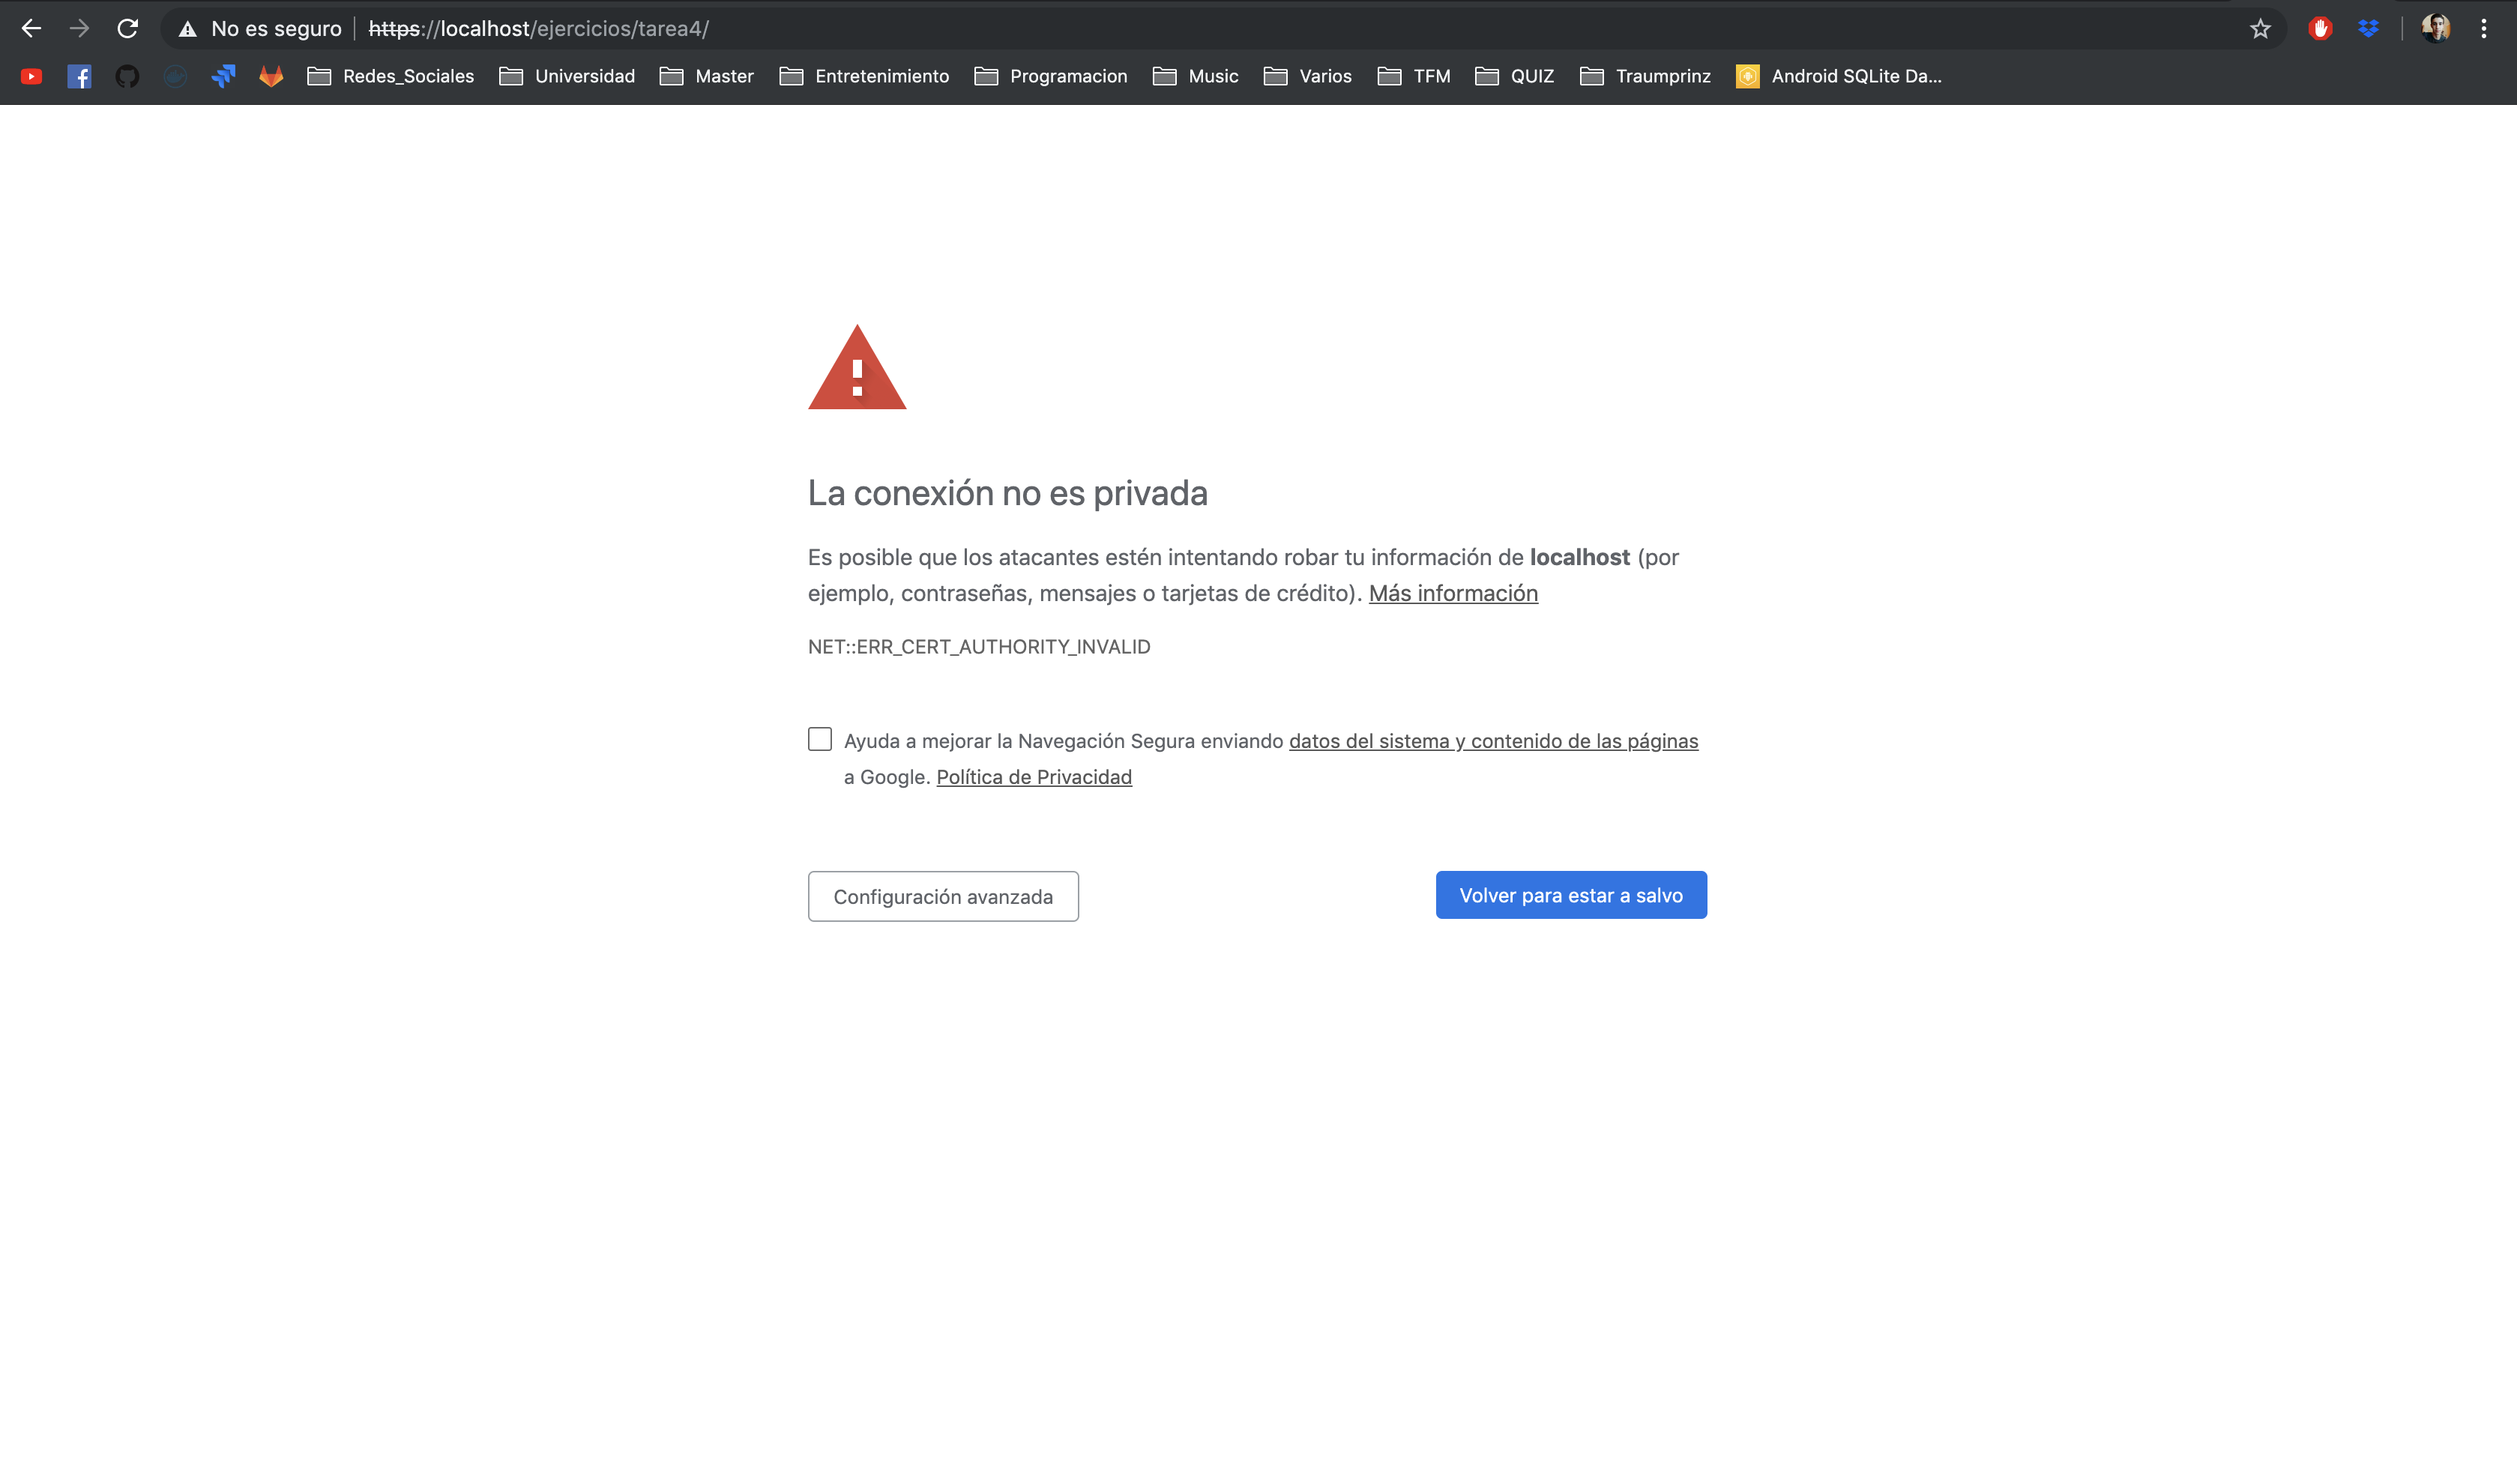 No es seguro | https://localhost/ejercicios/tarea4/
Redes_Sociales Universidad Master Entretenimiento Programacion Music Varios TFM QUIZ Traumprinz Android SQLite Da...
La conexión no es privada
Es posible que los atacantes estén intentando robar tu información de localhost (por
ejemplo, contraseñas, mensajes o tarjetas de crédito). Más información
NET::ERR_CERT_AUTHORITY_INVALID
Ayuda a mejorar la Navegación Segura enviando datos del sistema y contenido de las páginas
a Google. Política de Privacidad
Configuración avanzada
Volver para estar a salvo